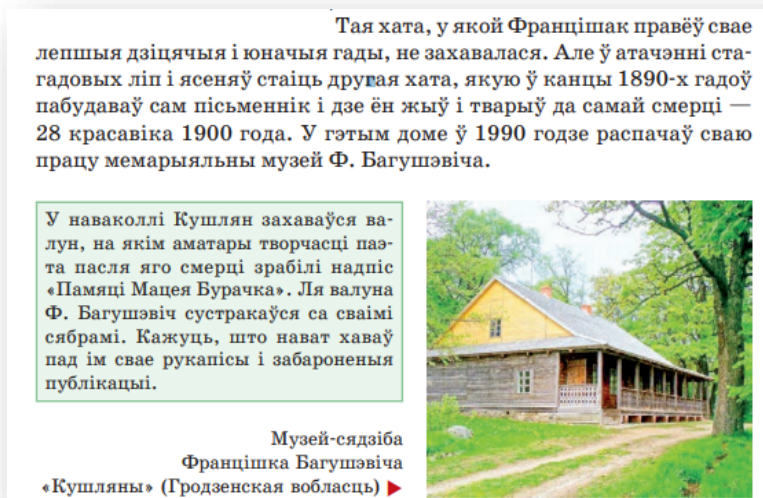 Тая хата, у якой Францішак правёў свае
лепшыя дзіцячыя і юначыя гады, не захавалася. Але ў атачэнні ста-
гадовых ліп і ясеняў стаіць другая хата, якую ў канцы 1890-х гадоў
пабудаваў сам пісьменнік і дзе ён жыў і тварыў да самай смерці —
28 красавіка 1900 года. У гэтым доме ў 1990 годзе распачаў сваю
працу мемарыяльны музей Ф. Багушэвіча.
У наваколлі Кушлян захаваўся ва-
лун, на якім аматары творчасці паэ-
та пасля яго смерці зрабілі надпіс
«Памяці Мацея Бурачка». Ля валуна
Ф. Багушэвіч сустракаўся са сваімі
сябрамі. Кажуць, што нават хаваў
пад ім свае рукапісы і забароненыя
публікацыі.
Музей-сядзіба
Францішка Багушэвіча
«Кушляны» (Гродзенская вобласць) ▶